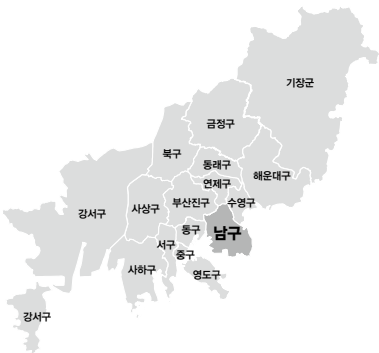 기장군
금정구
북구
동래구
해운대구
연제구
부산진구
수영구
강서구
사상구
동구
남구
서구
중구
사하구
영도구
강서구